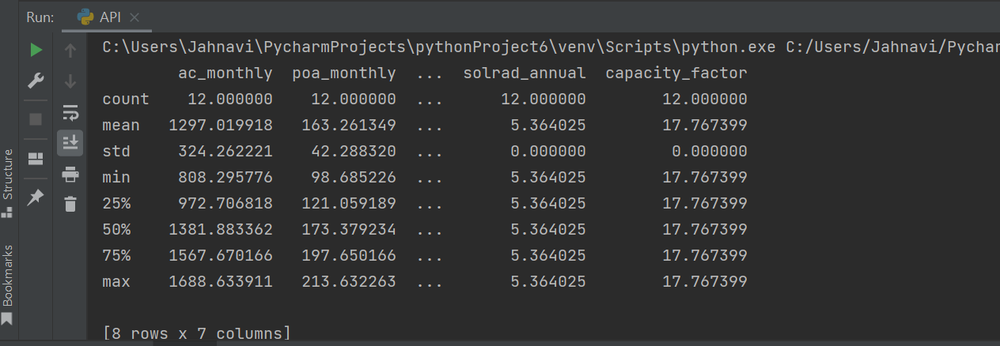 Run: API
C:\Users\Jahnavi\PycharmProjects\pythonProject6\venv\Scripts\python.exe C:/Users/Jahnavi/Pychar
ac_monthly poa_monthly ... solrad_annual capacity_factor
count 12.000000 12.000000 ... 12.000000 12.000000
mean 1297.019918 163.261349 ... 5.364025 17.767399
std 324.262221 42.288320 ... 0.000000 0.000000
min 808.295776 98.685226 ... 5.364025 17.767399
25% 972.706818 121.059189 ... 5.364025 17.767399
50% 1381.883362 173.379234 ... 5.364025 17.767399
75% 1567.670166 197.650166 ... 5.364025 17.767399
max 1688.633911 213.632263 ... 5.364025 17.767399
[8 rows x 7 columns]
Structure
Bookmarks